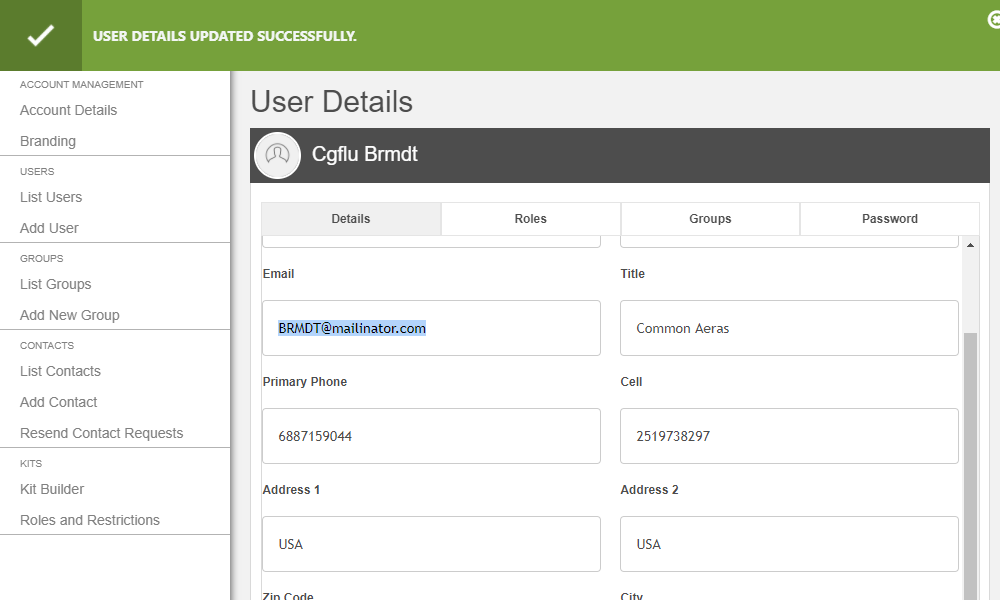 USER DETAILS UPDATED SUCCESSFULLY.
ACCOUNT MANAGEMENT
Account Details
Branding
USERS
List Users
Add User
GROUPS
List Groups
Add New Group
CONTACTS
List Contacts
Add Contact
Resend Contact Requests
KITS
Kit Builder
Roles and Restrictions
User Details
Cgflu Brmdt
Details Roles Groups Password
Email Title
BRMDT@mailinator.com Common Aeras
Primary Phone Cell
6887159044 2519738297
Address 1 Address 2
USA USA
Zip Code City